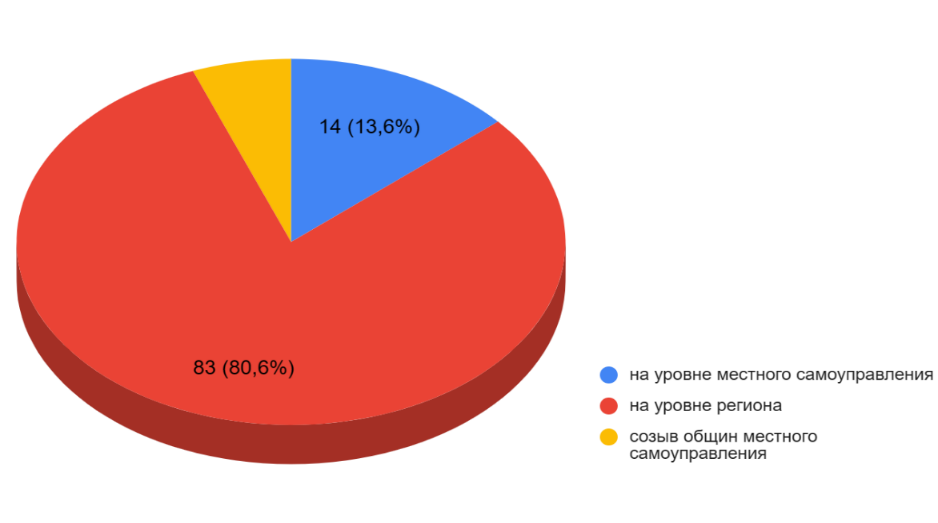 14 (13,6%)
83 (80,6%)
на уровне местного самоуправления
на уровне региона
созыв общин местного
самоуправления